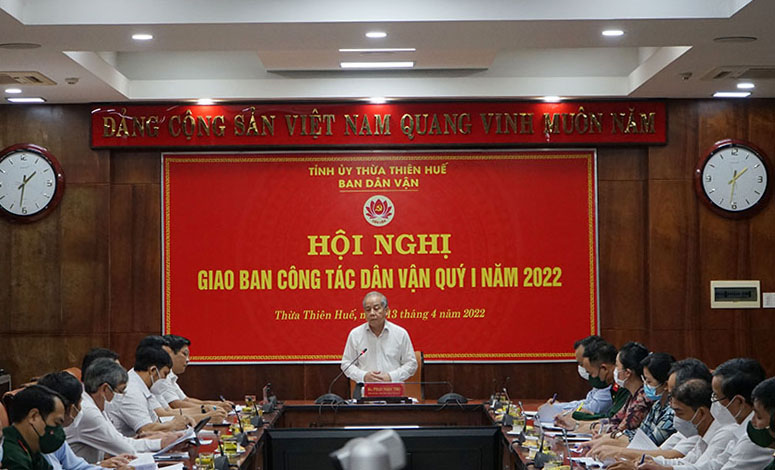 ĐẢNG CỘNG SẢN VIỆT NAM QUANG VINH MUÔN NĂM
TỈNH ỦY THỪA THIÊN HUẾ
BAN DÂN VẬN
HỘI NGHỊ
GIAO BAN CÔNG TÁC DÂN VẬN QUÝ I NĂM 2022
Thừa Thiên Huế, 13 tháng 4 năm 2022